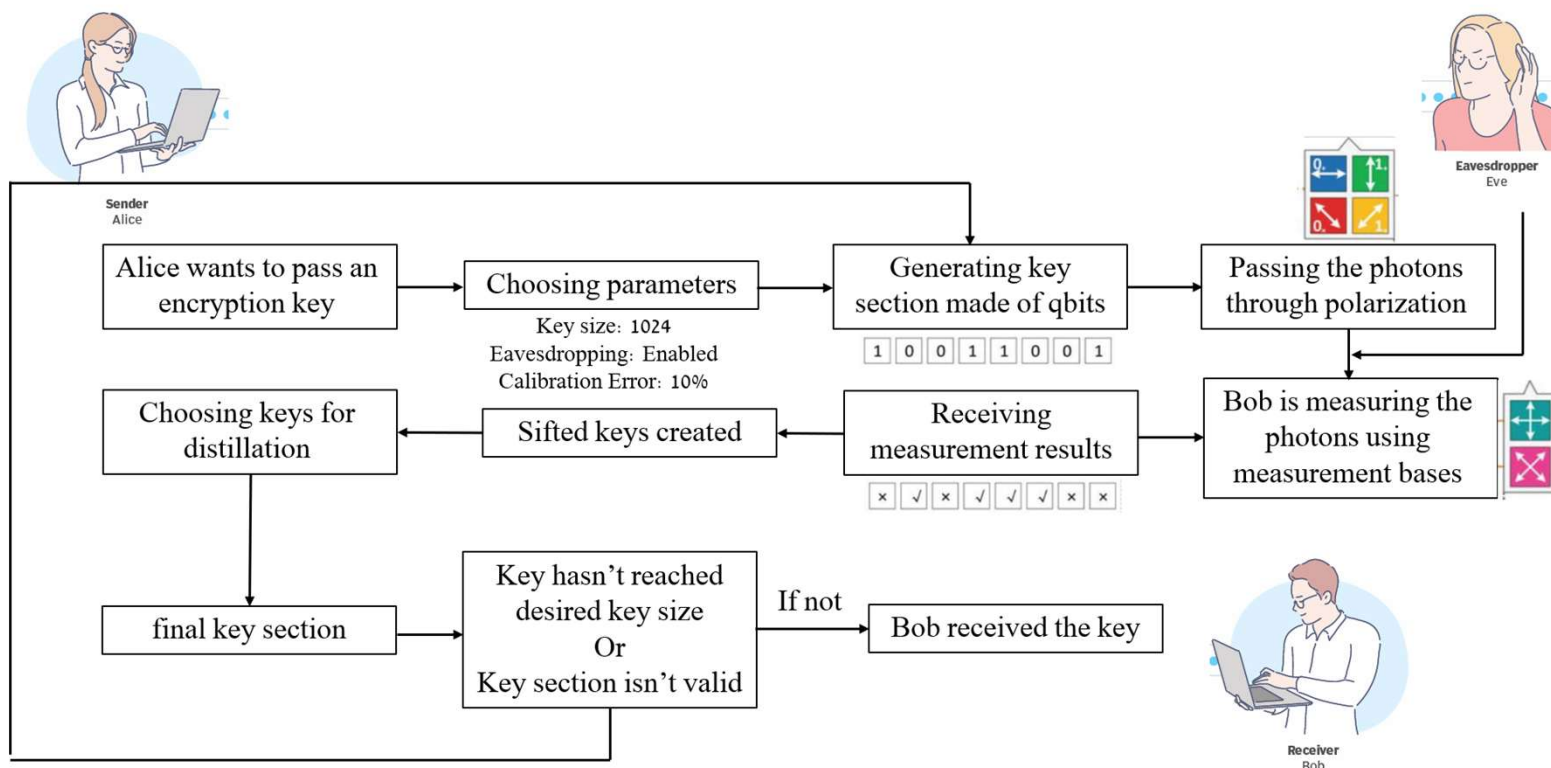 Sender
Alice
Eavesdropper
Eve
0. 1.
0. 1.
Alice wants to pass an
encryption key
Choosing parameters
Key size: 1024
Eavesdropping: Enabled
Calibration Error: 10%
Generating key
section made of qbits
1 0 0 1 1 0 0 1
Passing the photons
through polarization
Bob is measuring the
photons using
measurement bases
Receiving
measurement results
× √ × √ √ √ × ×
Sifted keys created
Choosing keys for
distillation
final key section
Key hasn’t reached
desired key size
Or
Key section isn’t valid
If not
Bob received the key
Receiver
Bob